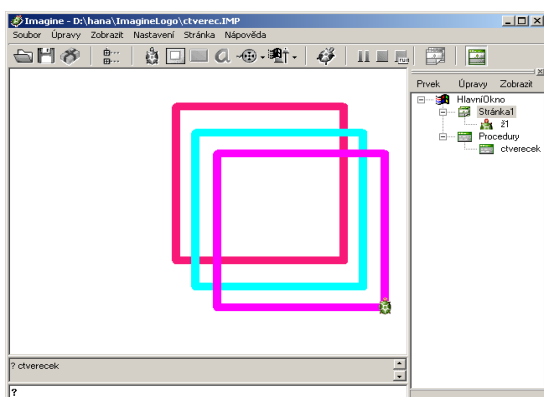 Imagine - D:\hana\ImagineLogo\ctverec.IMP
Soubor Úpravy Zobrazit Nastavení Stránka Nápověda
Prvek Úpravy Zobrazit
HlavníOkno
Stránka1
ž1
Procedury
ctverecek
? ctverecek
?